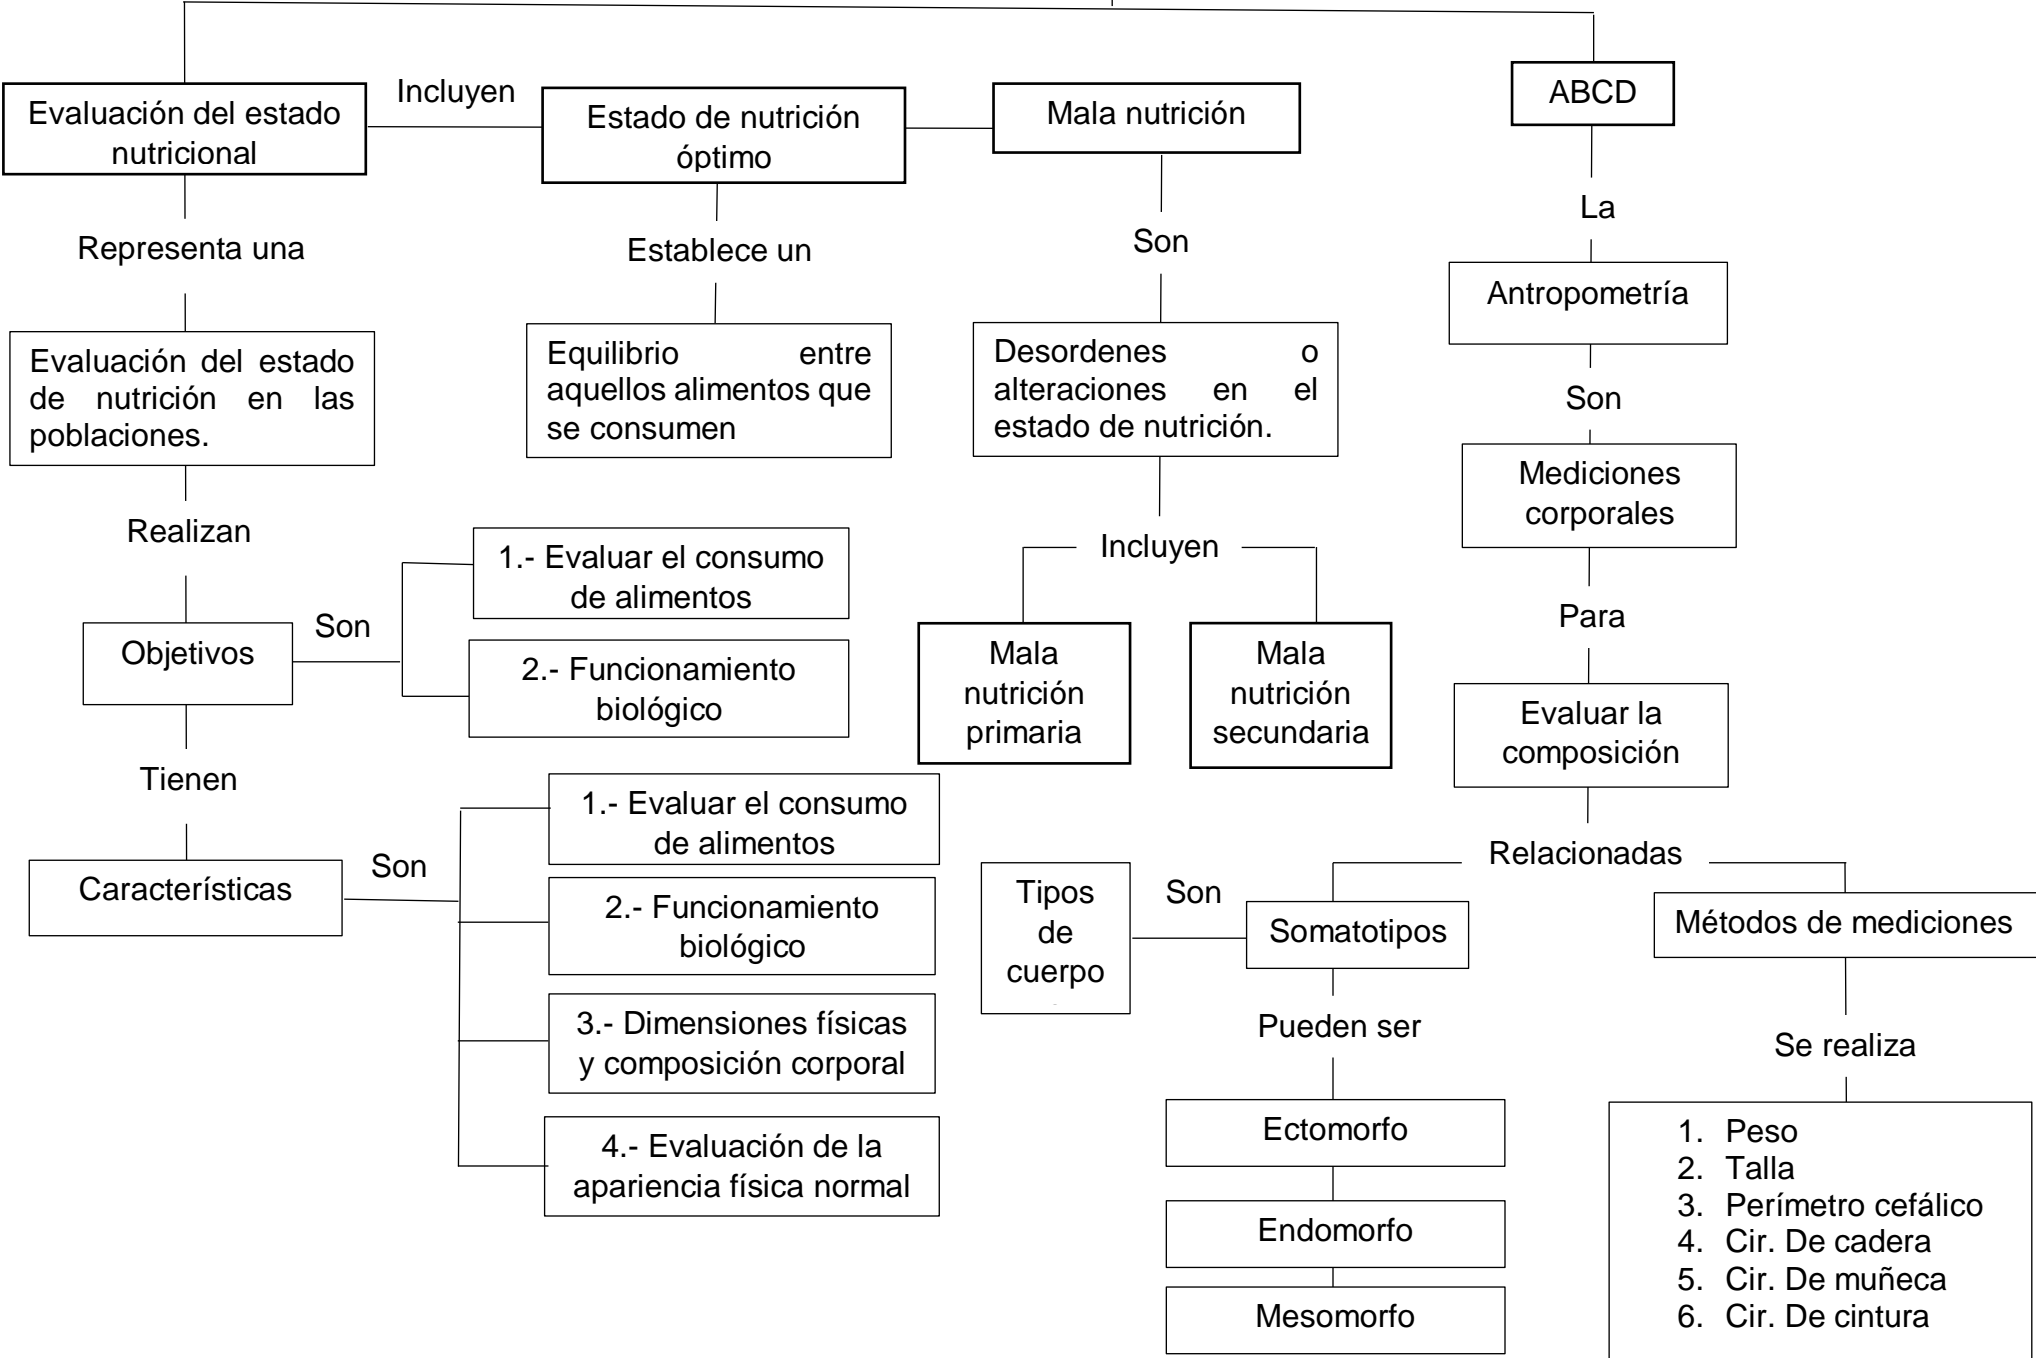 Evaluación del estado
nutricional
Incluyen
Estado de nutrición
óptimo
Mala nutrición
ABCD
Representa una
Establece un
Son
La
Evaluación del estado
de nutrición en las
poblaciones.
Equilibrio entre
aquellos alimentos que
se consumen
Desordenes o
alteraciones en el
estado de nutrición.
Antropometría
Son
Mediciones
corporales
Realizan
Incluyen
Para
Objetivos
Son
1.- Evaluar el consumo
de alimentos
2.- Funcionamiento
biológico
Mala
nutrición
primaria
Mala
nutrición
secundaria
Evaluar la
composición
Tienen
Relacionadas
Características
Son
1.- Evaluar el consumo
de alimentos
2.- Funcionamiento
biológico
3.- Dimensiones físicas
y composición corporal
4.- Evaluación de la
apariencia física normal
Tipos
de
cuerpo
Son
Somatotipos
Métodos de mediciones
Pueden ser
Se realiza
Ectomorfo
Endomorfo
Mesomorfo
1. Peso
2. Talla
3. Perímetro cefálico
4. Cir. De cadera
5. Cir. De muñeca
6. Cir. De cintura